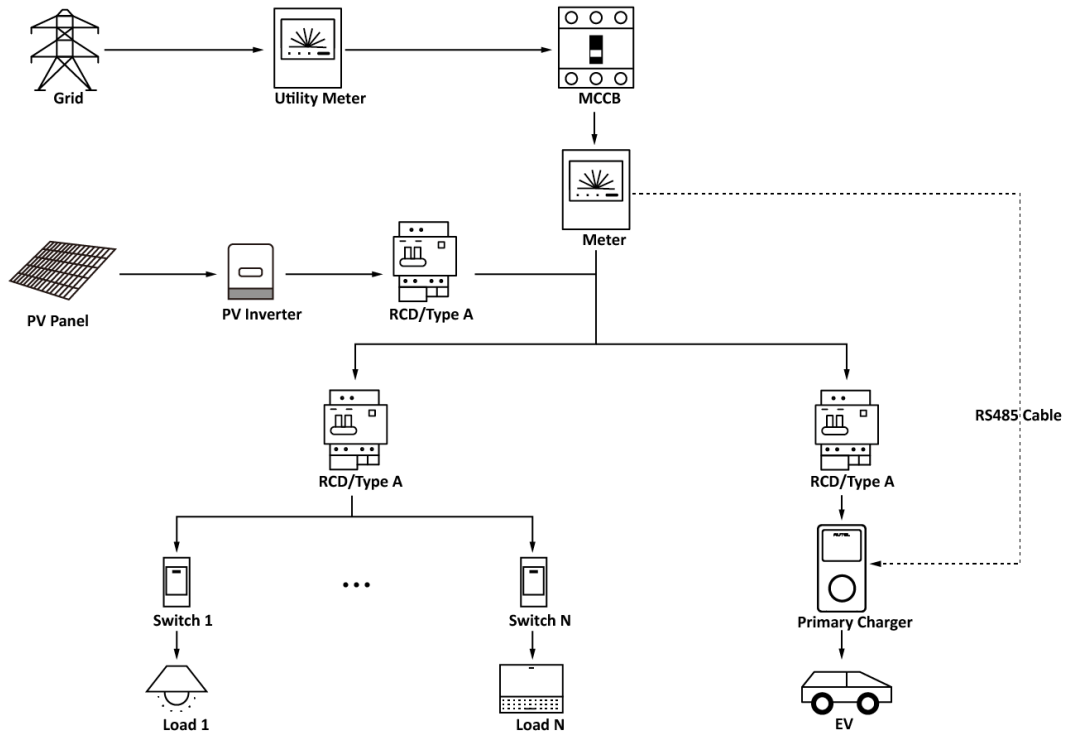 Grid
Utility Meter
MCCB
Meter
PV Panel
PV Inverter
RCD/Type A
RS485 Cable
RCD/Type A
RCD/Type A
AUTEL
Switch 1
Switch N
Primary Charger
Load 1
Load N
EV